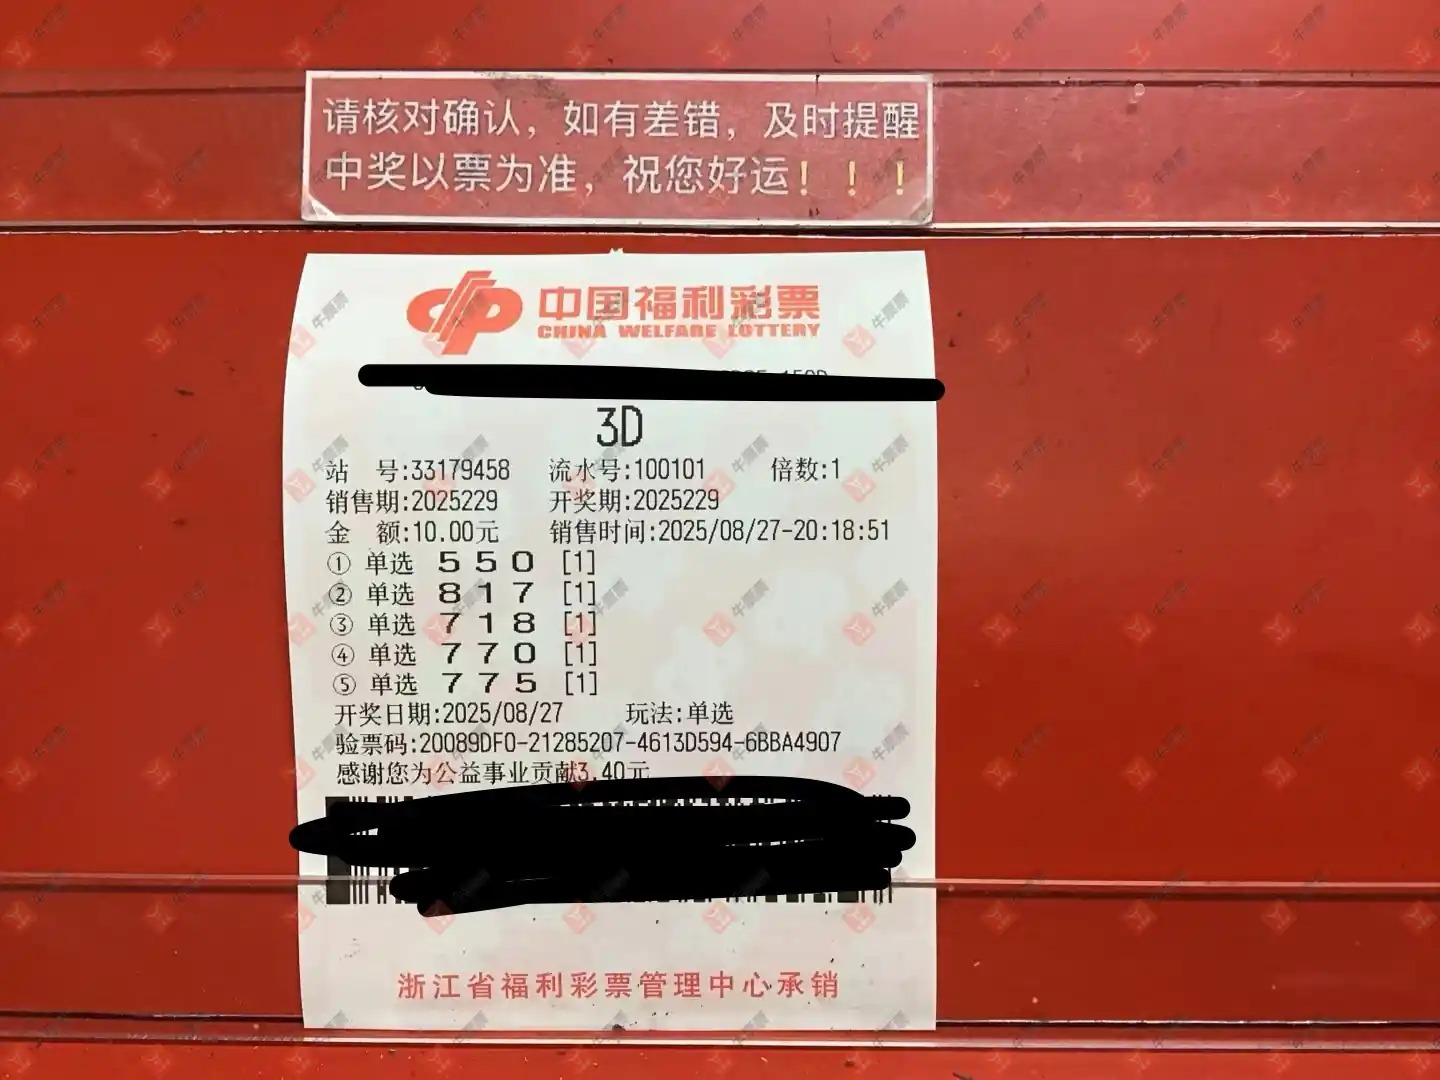 请核对确认，如有差错，及时提醒
中奖以票为准，祝您好运！！！
中国福利彩票
CHINA WELFARE LOTTERY
3D
站 号:33179458 流水号:100101 倍数:1
销售期:2025229 开奖期:2025229
金 额:10.00元 销售时间:2025/08/27-20:18:51
① 单选 5 5 0 [1]
② 单选 8 1 7 [1]
③ 单选 7 1 8 [1]
④ 单选 7 7 0 [1]
⑤ 单选 7 7 5 [1]
开奖日期:2025/08/27 玩法:单选
验票码:20089DF0-21285207-4613D594-6BBA4907
感谢您为公益事业贡献3.40元
浙江省福利彩票管理中心承销